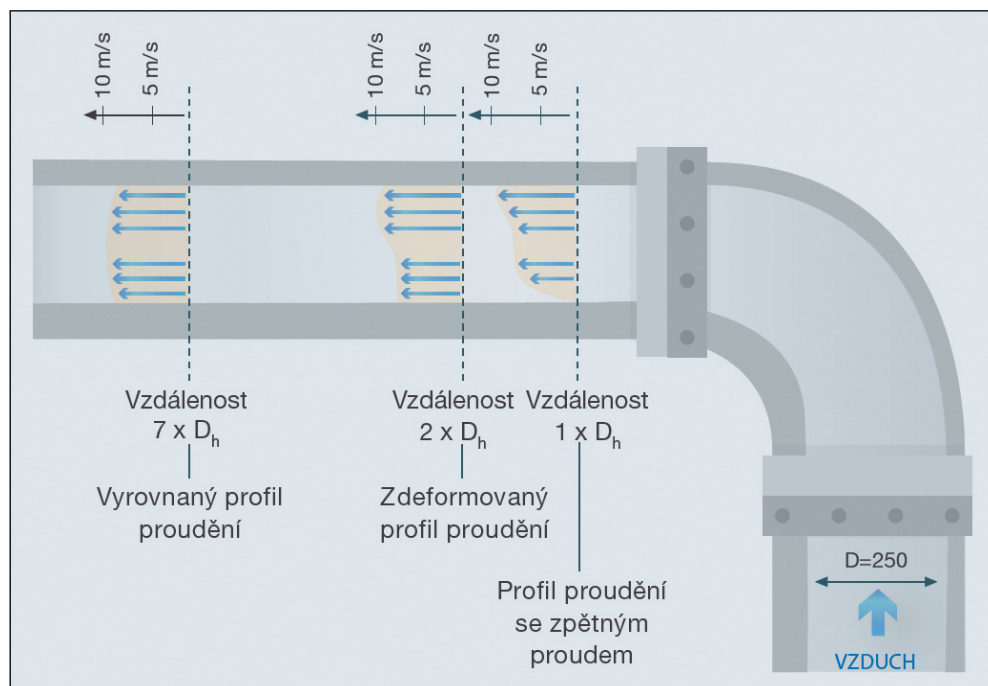 10 m/s
5 m/s
10 m/s
5 m/s
10 m/s
5 m/s
Vzdálenost
7 x Dh
Vyrovnaný profil
proudění
Vzdálenost
2 x Dh
Zdeformovaný
profil proudění
Vzdálenost
1 x Dh
Profil proudění
se zpětným
proudem
D=250
VZDUCH